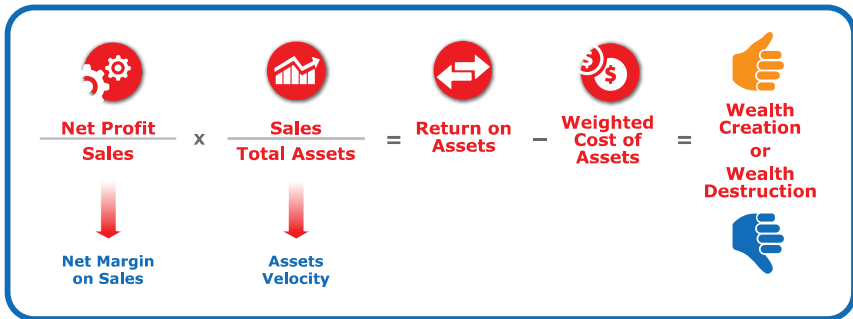 $ $
Net Profit
Sales
x
Sales
Total Assets
=
Return on
Assets
–
Weighted
Cost of
Assets
=
Wealth
Creation
or
Wealth
Destruction
Net Margin
on Sales
Assets
Velocity